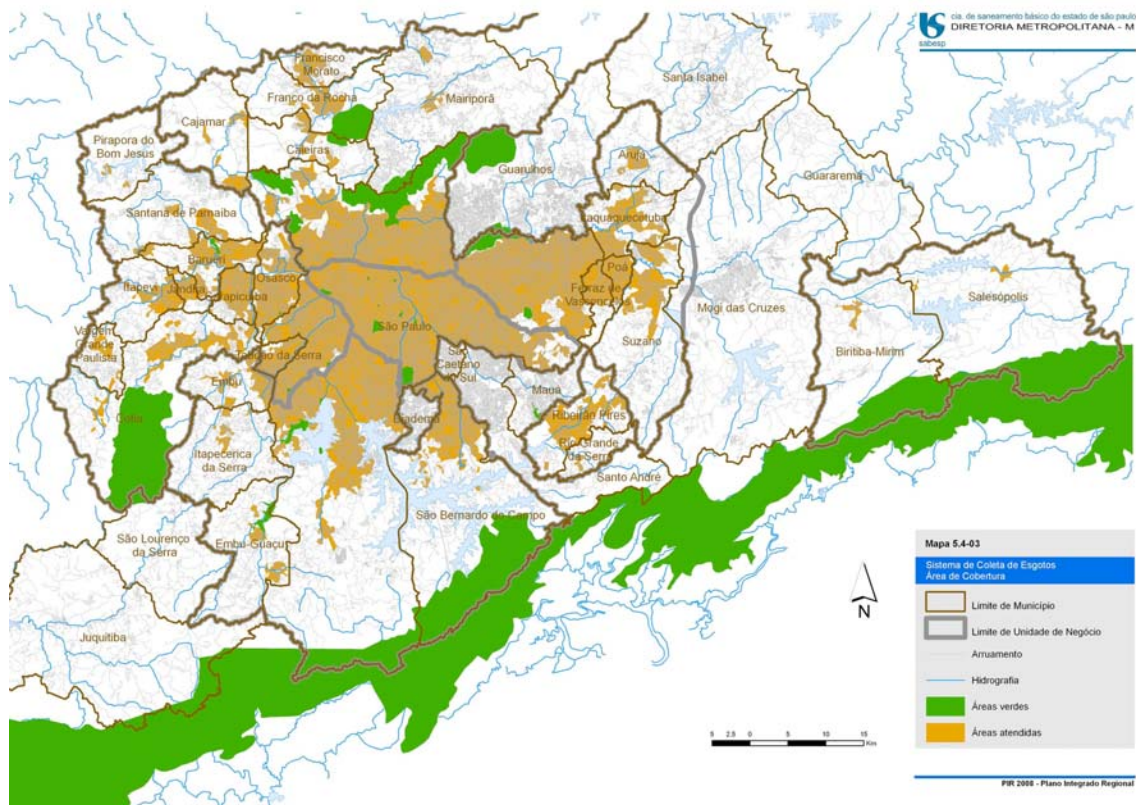 cia. de saneamento básico do estado de são paulo
DIRETORIA METROPOLITANA - M
sabesp
Francisco
Morato
Santa Isabel
Franco da Rocha
Mairiporã
Cajamar
Pirapora do
Bom Jesus
Caieiras
Guarulhos
Arujá
Guararema
Santana de Parnaíba
Itaquaquecetuba
Barueri
Osasco
Poá
Itapevi
Jandira
Carapicuíba
Ferraz de
Vasconcelos
Salesópolis
Mogi das Cruzes
São Paulo
Vargem
Grande
Paulista
Suzano
Biritiba-Mirim
Taboão da Serra
São
Caetano
do Sul
Embu
Mauá
Cotia
Diadema
Ribeirão Pires
Rio Grande
da Serra
Itapecerica
da Serra
Santo André
São Bernardo do Campo
São Lourenço
da Serra
Embu-Guaçu
Juquitiba
N
5 2.5 0 5 10 15
Km
Mapa 5.4-03
Sistema de Coleta de Esgotos
Área de Cobertura
Limite de Município
Limite de Unidade de Negócio
Arruamento
Hidrografia
Áreas verdes
Áreas atendidas
PIR 2008 - Plano Integrado Regional